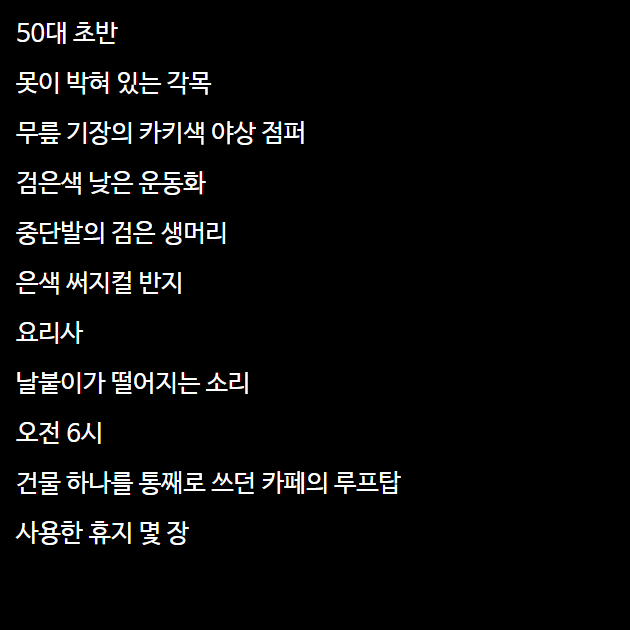 50대 초반
못이 박혀 있는 각목
무릎 기장의 카키색 야상 점퍼
검은색 낮은 운동화
중단발의 검은 생머리
은색 써지컬 반지
요리사
날붙이가 떨어지는 소리
오전 6시
건물 하나를 통째로 쓰던 카페의 루프탑
사용한 휴지 몇 장